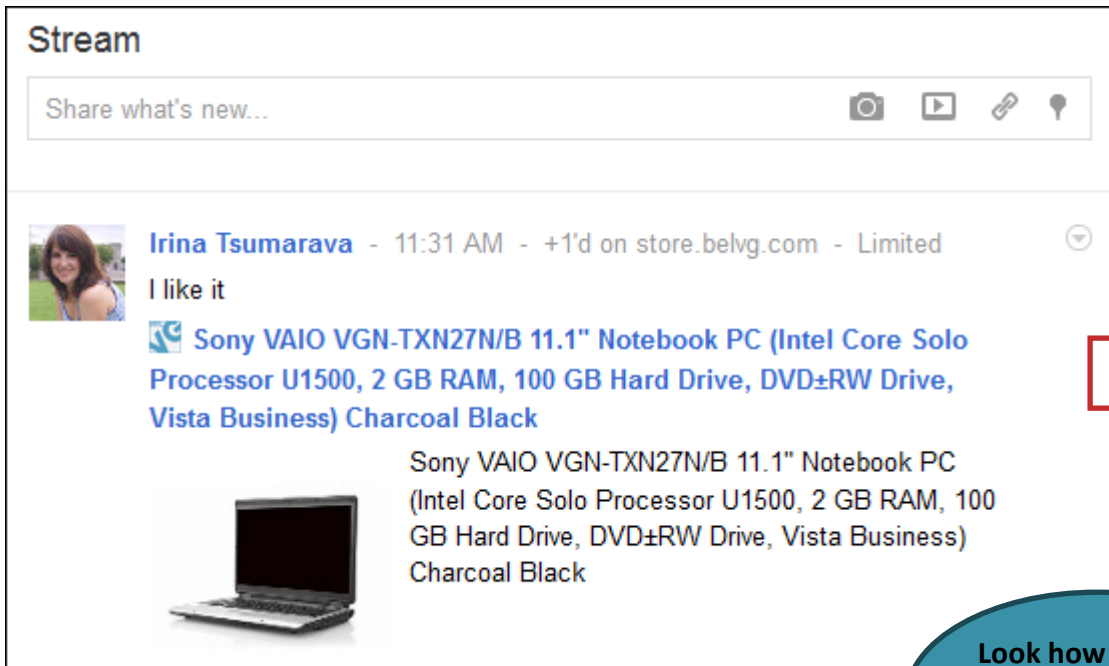 Stream
Share what's new...
Irina Tsumarava - 11:31 AM - +1'd on store.belvg.com - Limited
I like it
Sony VAIO VGN-TXN27N/B 11.1" Notebook PC (Intel Core Solo
Processor U1500, 2 GB RAM, 100 GB Hard Drive, DVD±RW Drive,
Vista Business) Charcoal Black
Sony VAIO VGN-TXN27N/B 11.1" Notebook PC
(Intel Core Solo Processor U1500, 2 GB RAM, 100
GB Hard Drive, DVD±RW Drive, Vista Business)
Charcoal Black
Look how